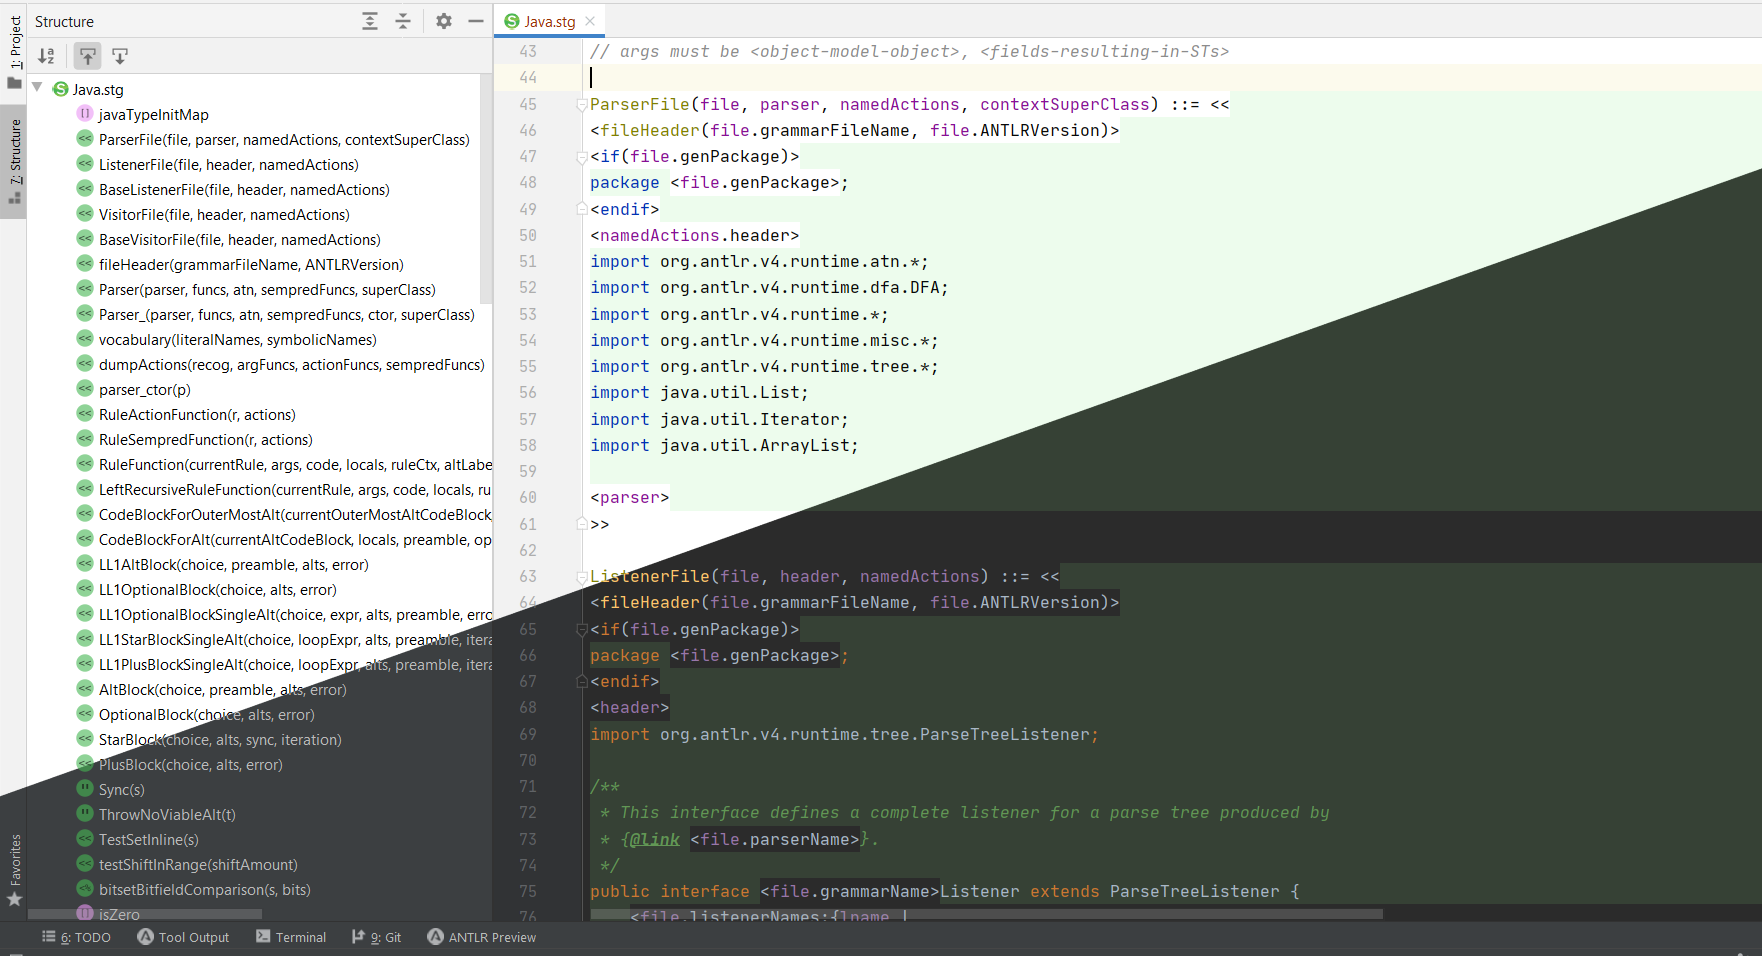 1: Project
Z: Structure
Favorites
Structure
Java.stg
javaTypeInitMap
ParserFile(file, parser, namedActions, contextSuperClass)
ListenerFile(file, header, namedActions)
BaseListenerFile(file, header, namedActions)
VisitorFile(file, header, namedActions)
BaseVisitorFile(file, header, namedActions)
fileHeader(grammarFileName, ANTLRVersion)
Parser(parser, funcs, atn, sempredFuncs, superClass)
Parser_(parser, funcs, atn, sempredFuncs, ctor, superClass)
vocabulary(literalNames, symbolicNames)
dumpActions(recog, argFuncs, actionFuncs, sempredFuncs)
parser_ctor(p)
RuleActionFunction(r, actions)
RuleSempredFunction(r, actions)
RuleFunction(currentRule, args, code, locals, ruleCtx, altLabe
LeftRecursiveRuleFunction(currentRule, args, code, locals, ru
CodeBlockForOuterMostAlt(currentOuterMostAltCodeBlock,
CodeBlockForAlt(currentAltCodeBlock, locals, preamble, op
LL1AltBlock(choice, preamble, alts, error)
LL1OptionalBlock(choice, alts, error)
LL1OptionalBlockSingleAlt(choice, expr, alts, preamble, erro
LL1StarBlockSingleAlt(choice, loopExpr, alts, preamble, itera
LL1PlusBlockSingleAlt(choice, loopExpr, alts, preamble, itera
AltBlock(choice, preamble, alts, error)
OptionalBlock(choice, alts, error)
StarBlock(choice, alts, sync, iteration)
PlusBlock(choice, alts, error)
Sync(s)
ThrowNoViableAlt(t)
TestSetInline(s)
testShiftInRange(shiftAmount)
bitsetBitfieldComparison(s, bits)
isZero
Java.stg
43 // args must be <object-model-object>, <fields-resulting-in-STs>
44
45 ParserFile(file, parser, namedActions, contextSuperClass) ::= <<
46 <fileHeader(file.grammarFileName, file.ANTLRVersion)>
47 <if(file.genPackage)>
48 package <file.genPackage>;
49 <endif>
50 <namedActions.header>
51 import org.antlr.v4.runtime.atn.*;
52 import org.antlr.v4.runtime.dfa.DFA;
53 import org.antlr.v4.runtime.*;
54 import org.antlr.v4.runtime.misc.*;
55 import org.antlr.v4.runtime.tree.*;
56 import java.util.List;
57 import java.util.Iterator;
58 import java.util.ArrayList;
59
60 <parser>
61 >>
62
63 ListenerFile(file, header, namedActions) ::= <<
64 <fileHeader(file.grammarFileName, file.ANTLRVersion)>
65 <if(file.genPackage)>
66 package <file.genPackage>;
67 <endif>
68 <header>
69 import org.antlr.v4.runtime.tree.ParseTreeListener;
70
71 /**
72 * This interface defines a complete listener for a parse tree produced by
73 * {@link <file.parserName>}.
74 */
75 public interface <file.grammarName>Listener extends ParseTreeListener {
76 <file.listenerNames:{lname |
6: TODO
Tool Output
Terminal
9: Git
ANTLR Preview